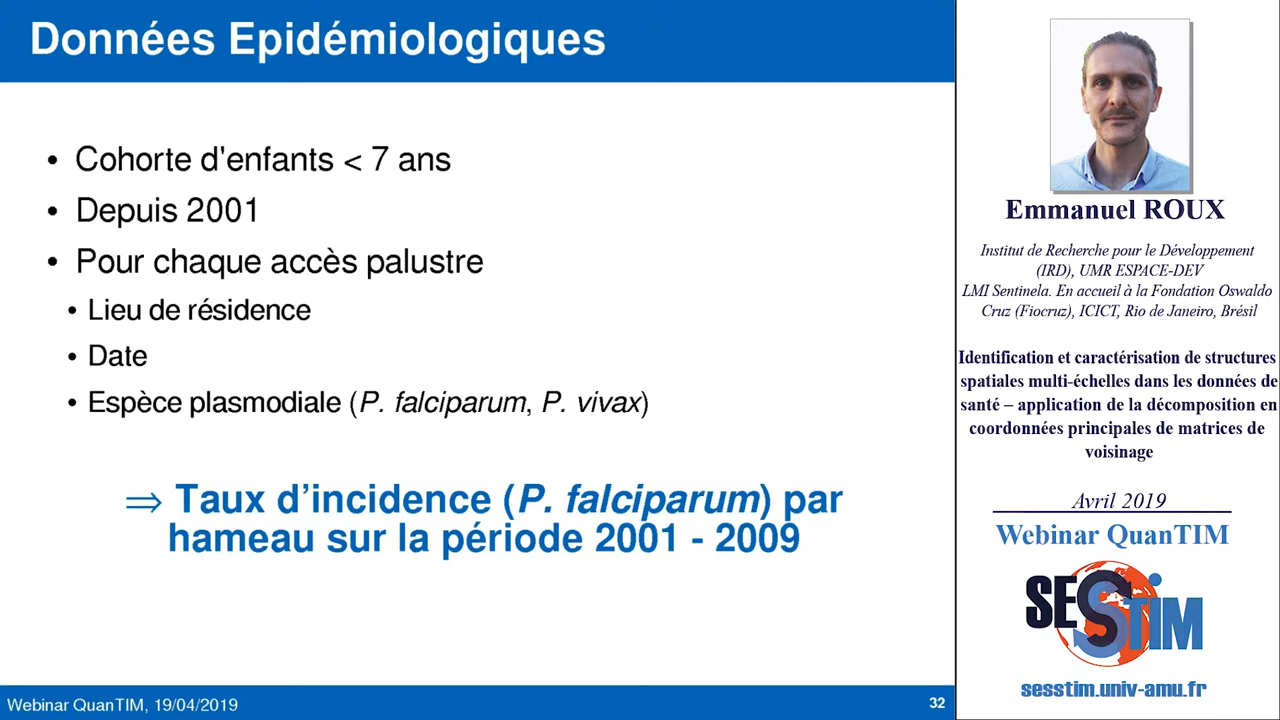 Données Epidémiologiques
• Cohorte d'enfants < 7 ans
• Depuis 2001
• Pour chaque accès palustre
• Lieu de résidence
• Date
• Espèce plasmodiale (P. falciparum, P. vivax)
⇒ Taux d’incidence (P. falciparum) par
hameau sur la période 2001 - 2009
Webinar QuanTIM, 19/04/2019
32
Emmanuel ROUX
Institut de Recherche pour le Développement
(IRD), UMR ESPACE-DEV
LMI Sentinela. En accueil à la Fondation Oswaldo
Cruz (Fiocruz), ICICT, Rio de Janeiro, Brésil
Identification et caractérisation de structures
spatiales multi-échelles dans les données de
santé – application de la décomposition en
coordonnées principales de matrices de
voisinage
Avril 2019
Webinar QuanTIM
SESSTIM
sesstim.univ-amu.fr